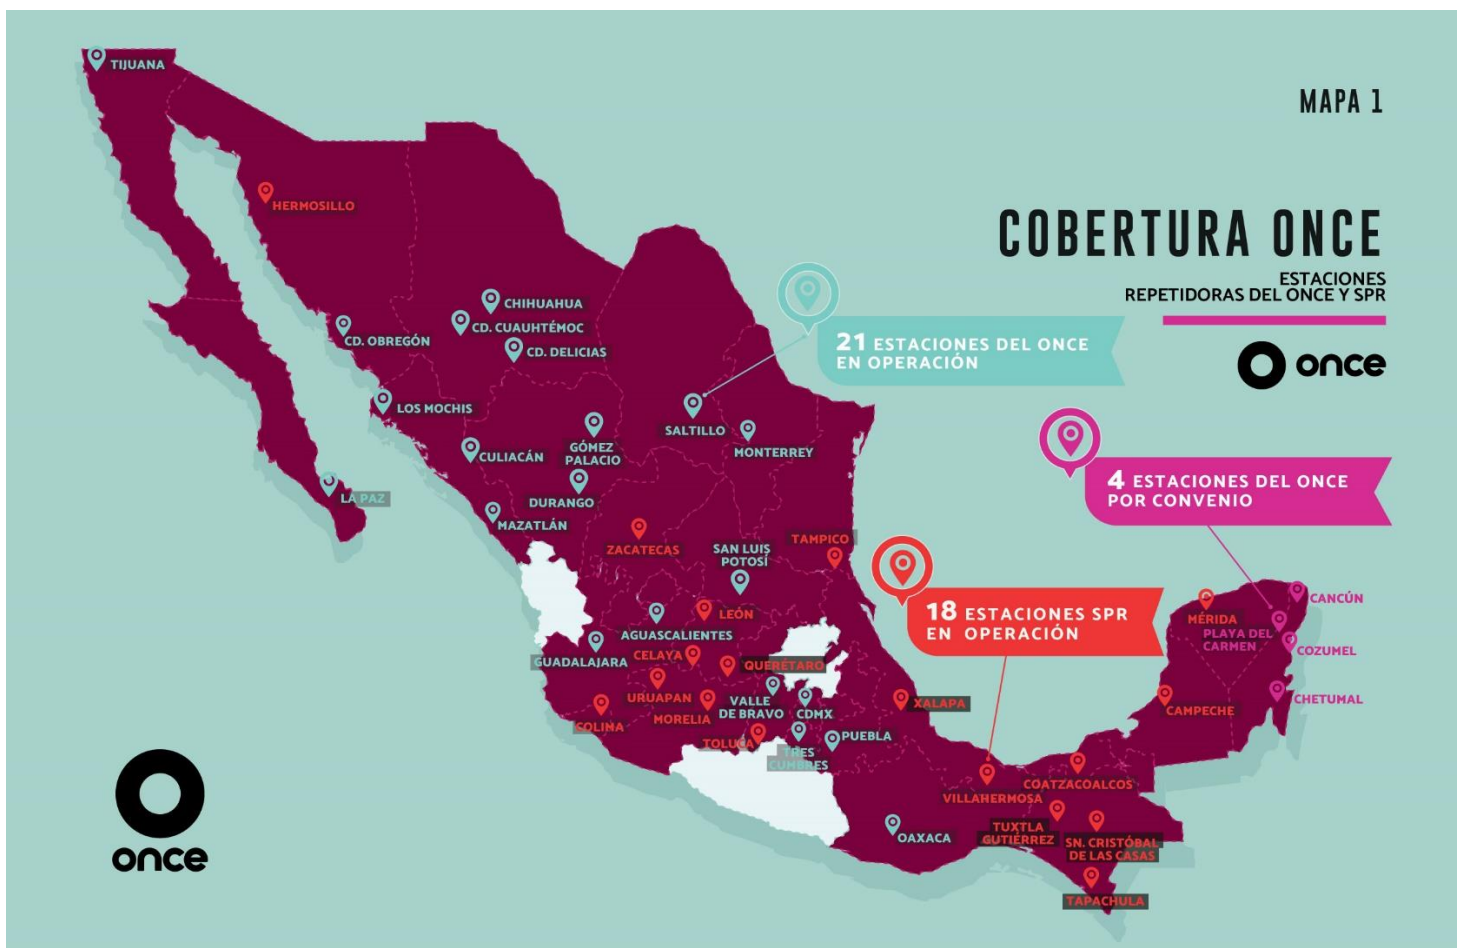 TIJUANA
MAPA 1
HERMOSILLO
COBERTURA ONCE
ESTACIONES
REPETIDORAS DEL ONCE Y SPR
once
CHIHUAHUA
CD. CUAUHTÉMOC
CD. OBREGÓN
CD. DELICIAS
21 ESTACIONES DEL ONCE
EN OPERACIÓN
LOS MOCHIS
SALTILLO
MONTERREY
GÓMEZ
PALACIO
CULIACÁN
LA PAZ
DURANGO
MAZATLÁN
4 ESTACIONES DEL ONCE
POR CONVENIO
ZACATECAS
SAN LUIS
POTOSÍ
TAMPICO
18 ESTACIONES SPR
EN OPERACIÓN
CANCÚN
MÉRIDA
PLAYA DEL
CARMEN
COZUMEL
CHETUMAL
CAMPECHE
LEÓN
AGUASCALIENTES
GUADALAJARA
CELAYA
QUERÉTARO
URUAPAN
MORELIA
VALLE
DE BRAVO
CDMX
XALAPA
COLIMA
TOLUCA
TRES
CUMBRES
PUEBLA
COATZACOALCOS
VILLAHERMOSA
TUXTLA
GUTIÉRREZ
SN. CRISTÓBAL
DE LAS CASAS
OAXACA
TAPACHULA
once